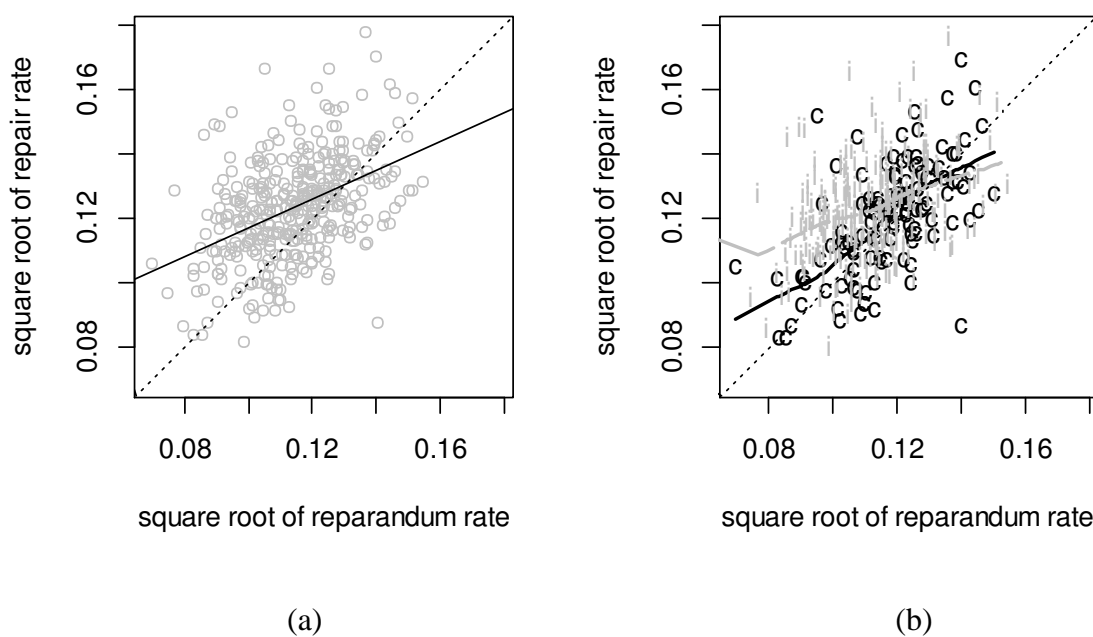 square root of repair rate
0.08
0.12
0.16
0.08
0.12
0.16
square root of reparandum rate
(a)
square root of repair rate
0.08
0.12
0.16
0.08
0.12
0.16
square root of reparandum rate
(b)